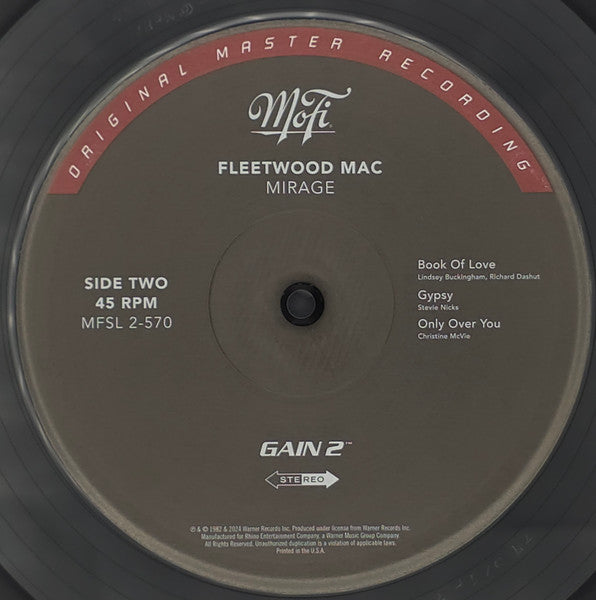 ORIGINAL MASTER RECORDING
MoFi
FLEETWOOD MAC
MIRAGE
SIDE TWO
45 RPM
MFSL 2-570
Book Of Love
Lindsey Buckingham, Richard Dashut
Gypsy
Stevie Nicks
Only Over You
Christine McVie
GAIN 2™
STEREO
℗ & © 1982 & 2024 Warner Records Inc. Produced under license from Warner Records Inc.
Manufactured for Rhino Entertainment Company, a Warner Music Group Company.
All Rights Reserved. Unauthorized duplication is a violation of applicable laws.
Printed in the U.S.A.